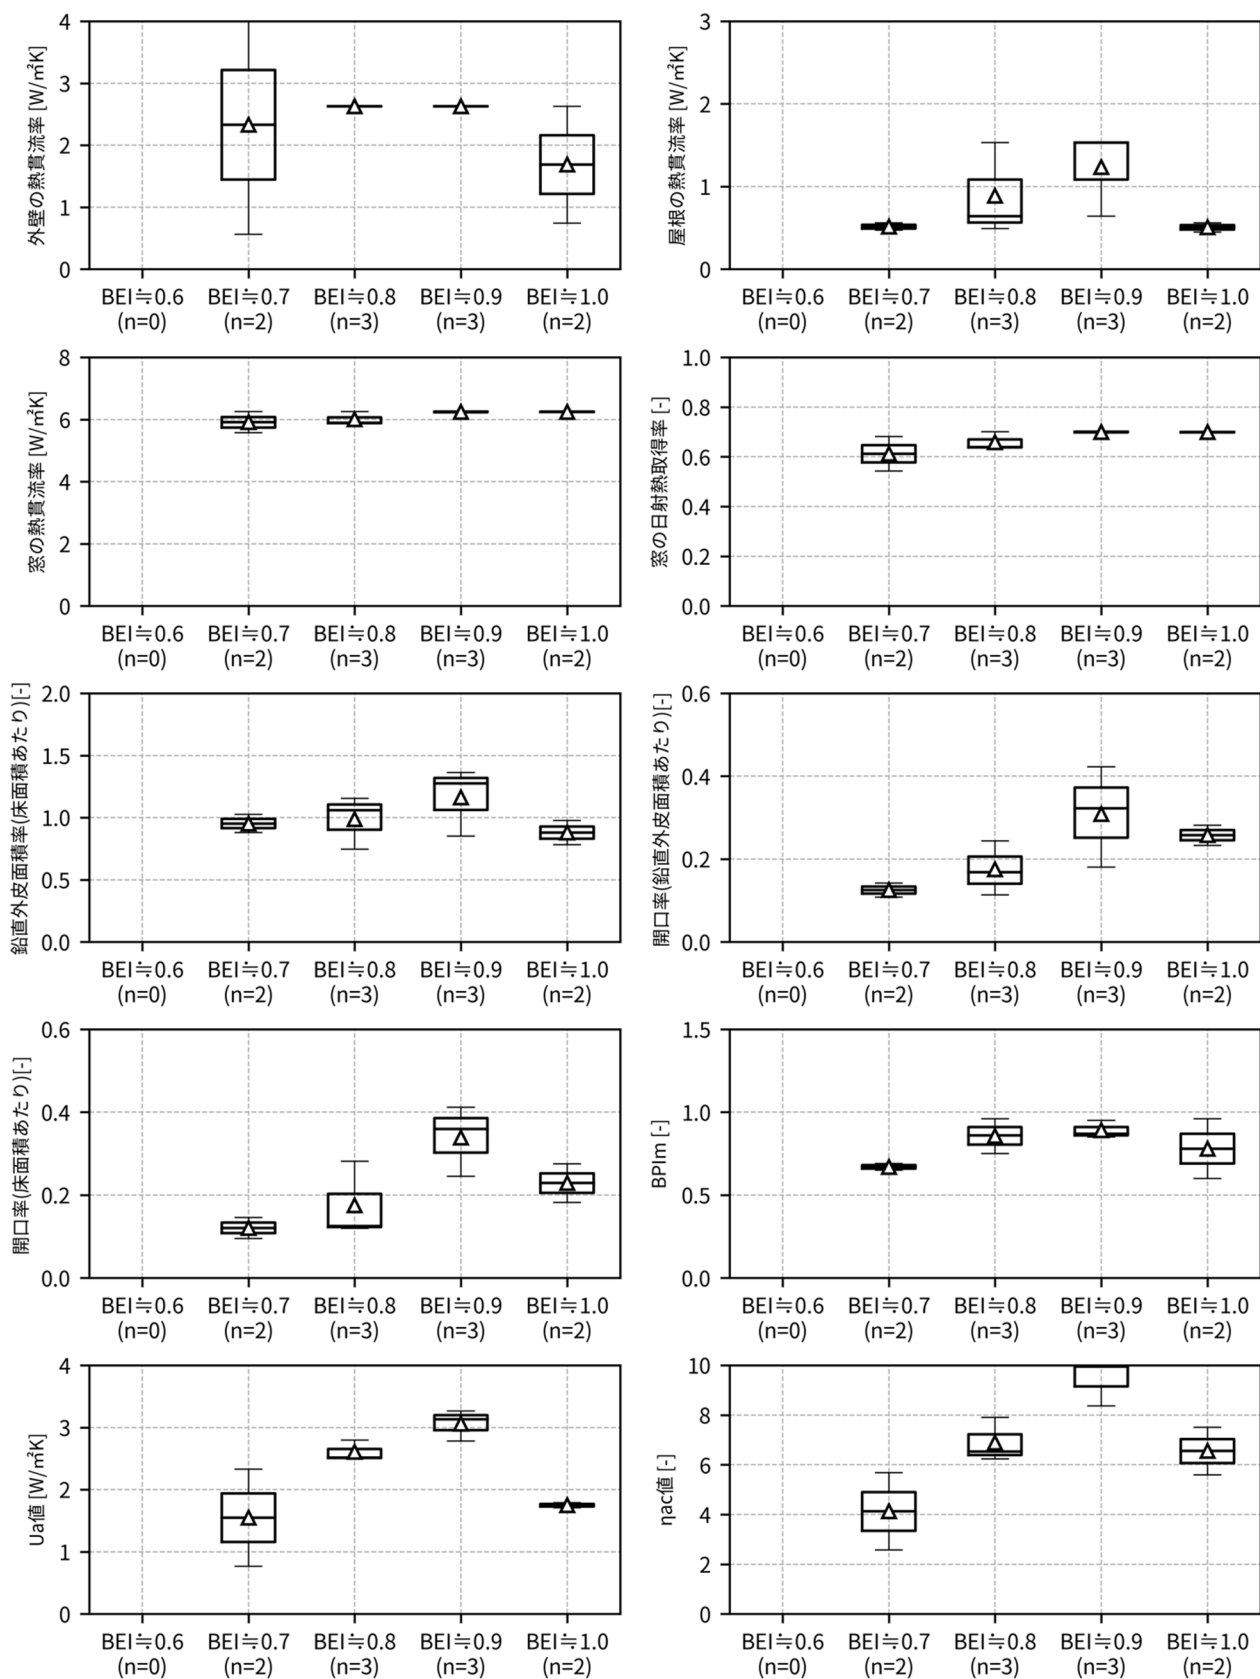 外壁の熱貫流率 [W/㎡K]
4
3
2
1
0
BEI≒0.6 BEI≒0.7 BEI≒0.8 BEI≒0.9 BEI≒1.0
(n=0) (n=2) (n=3) (n=3) (n=2)
屋根の熱貫流率 [W/㎡K]
3
2
1
0
BEI≒0.6 BEI≒0.7 BEI≒0.8 BEI≒0.9 BEI≒1.0
(n=0) (n=2) (n=3) (n=3) (n=2)
窓の熱貫流率 [W/㎡K]
8
6
4
2
0
BEI≒0.6 BEI≒0.7 BEI≒0.8 BEI≒0.9 BEI≒1.0
(n=0) (n=2) (n=3) (n=3) (n=2)
窓の日射熱取得率 [-]
1.0
0.8
0.6
0.4
0.2
0.0
BEI≒0.6 BEI≒0.7 BEI≒0.8 BEI≒0.9 BEI≒1.0
(n=0) (n=2) (n=3) (n=3) (n=2)
鉛直外皮面積率(床面積あたり)[-]
2.0
1.5
1.0
0.5
0.0
BEI≒0.6 BEI≒0.7 BEI≒0.8 BEI≒0.9 BEI≒1.0
(n=0) (n=2) (n=3) (n=3) (n=2)
開口率(鉛直外皮面積あたり)[-]
0.6
0.4
0.2
0.0
BEI≒0.6 BEI≒0.7 BEI≒0.8 BEI≒0.9 BEI≒1.0
(n=0) (n=2) (n=3) (n=3) (n=2)
開口率(床面積あたり)[-]
0.6
0.4
0.2
0.0
BEI≒0.6 BEI≒0.7 BEI≒0.8 BEI≒0.9 BEI≒1.0
(n=0) (n=2) (n=3) (n=3) (n=2)
BPIm [-]
1.5
1.0
0.5
0.0
BEI≒0.6 BEI≒0.7 BEI≒0.8 BEI≒0.9 BEI≒1.0
(n=0) (n=2) (n=3) (n=3) (n=2)
Ua値 [W/㎡K]
4
3
2
1
0
BEI≒0.6 BEI≒0.7 BEI≒0.8 BEI≒0.9 BEI≒1.0
(n=0) (n=2) (n=3) (n=3) (n=2)
ηac値 [-]
10
8
6
4
2
0
BEI≒0.6 BEI≒0.7 BEI≒0.8 BEI≒0.9 BEI≒1.0
(n=0) (n=2) (n=3) (n=3) (n=2)